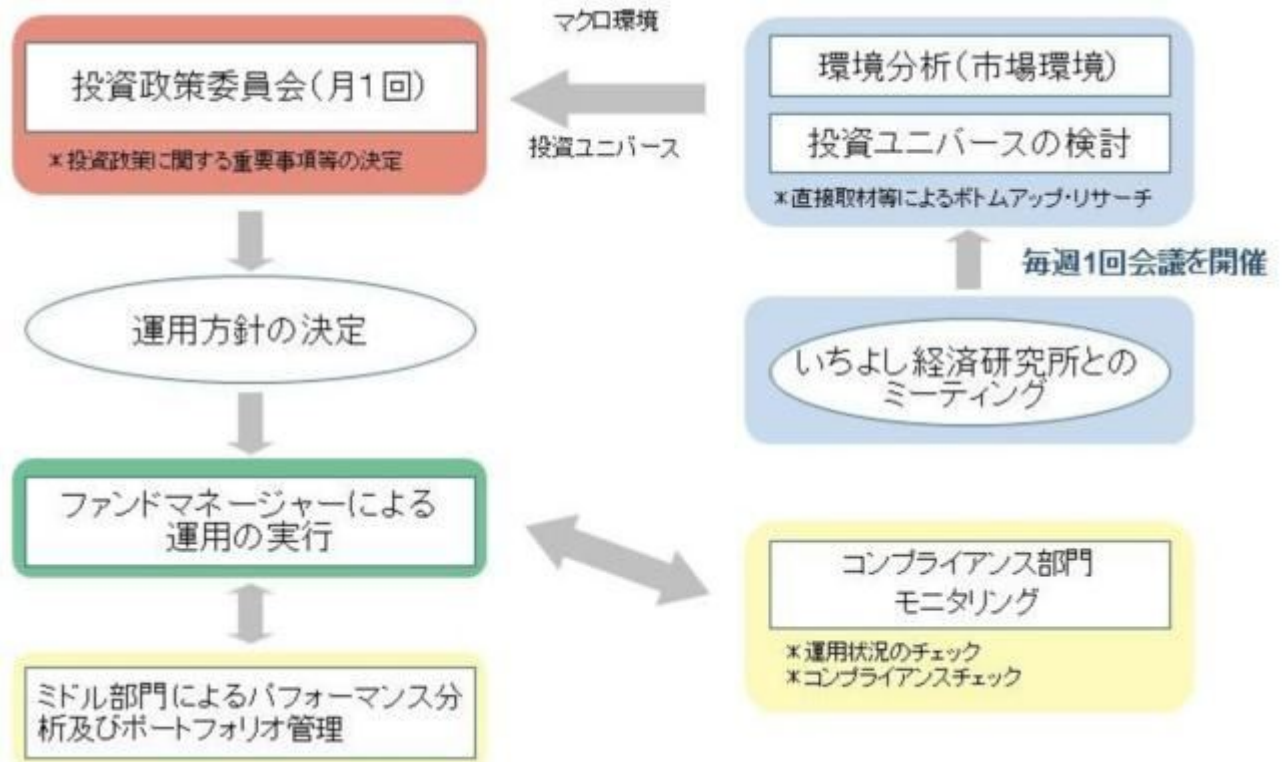 マクロ環境
投資政策委員会(月1回)
*投資政策に関する重要事項等の決定
投資ユニバース
環境分析(市場環境)
投資ユニバースの検討
*直接取材等によるボトムアップ・リサーチ
毎週1回会議を開催
いちよし経済研究所との
ミーティング
運用方針の決定
ファンドマネージャーによる
運用の実行
コンプライアンス部門
モニタリング
*運用状況のチェック
*コンプライアンスチェック
ミドル部門によるパフォーマンス分
析及びポートフォリオ管理